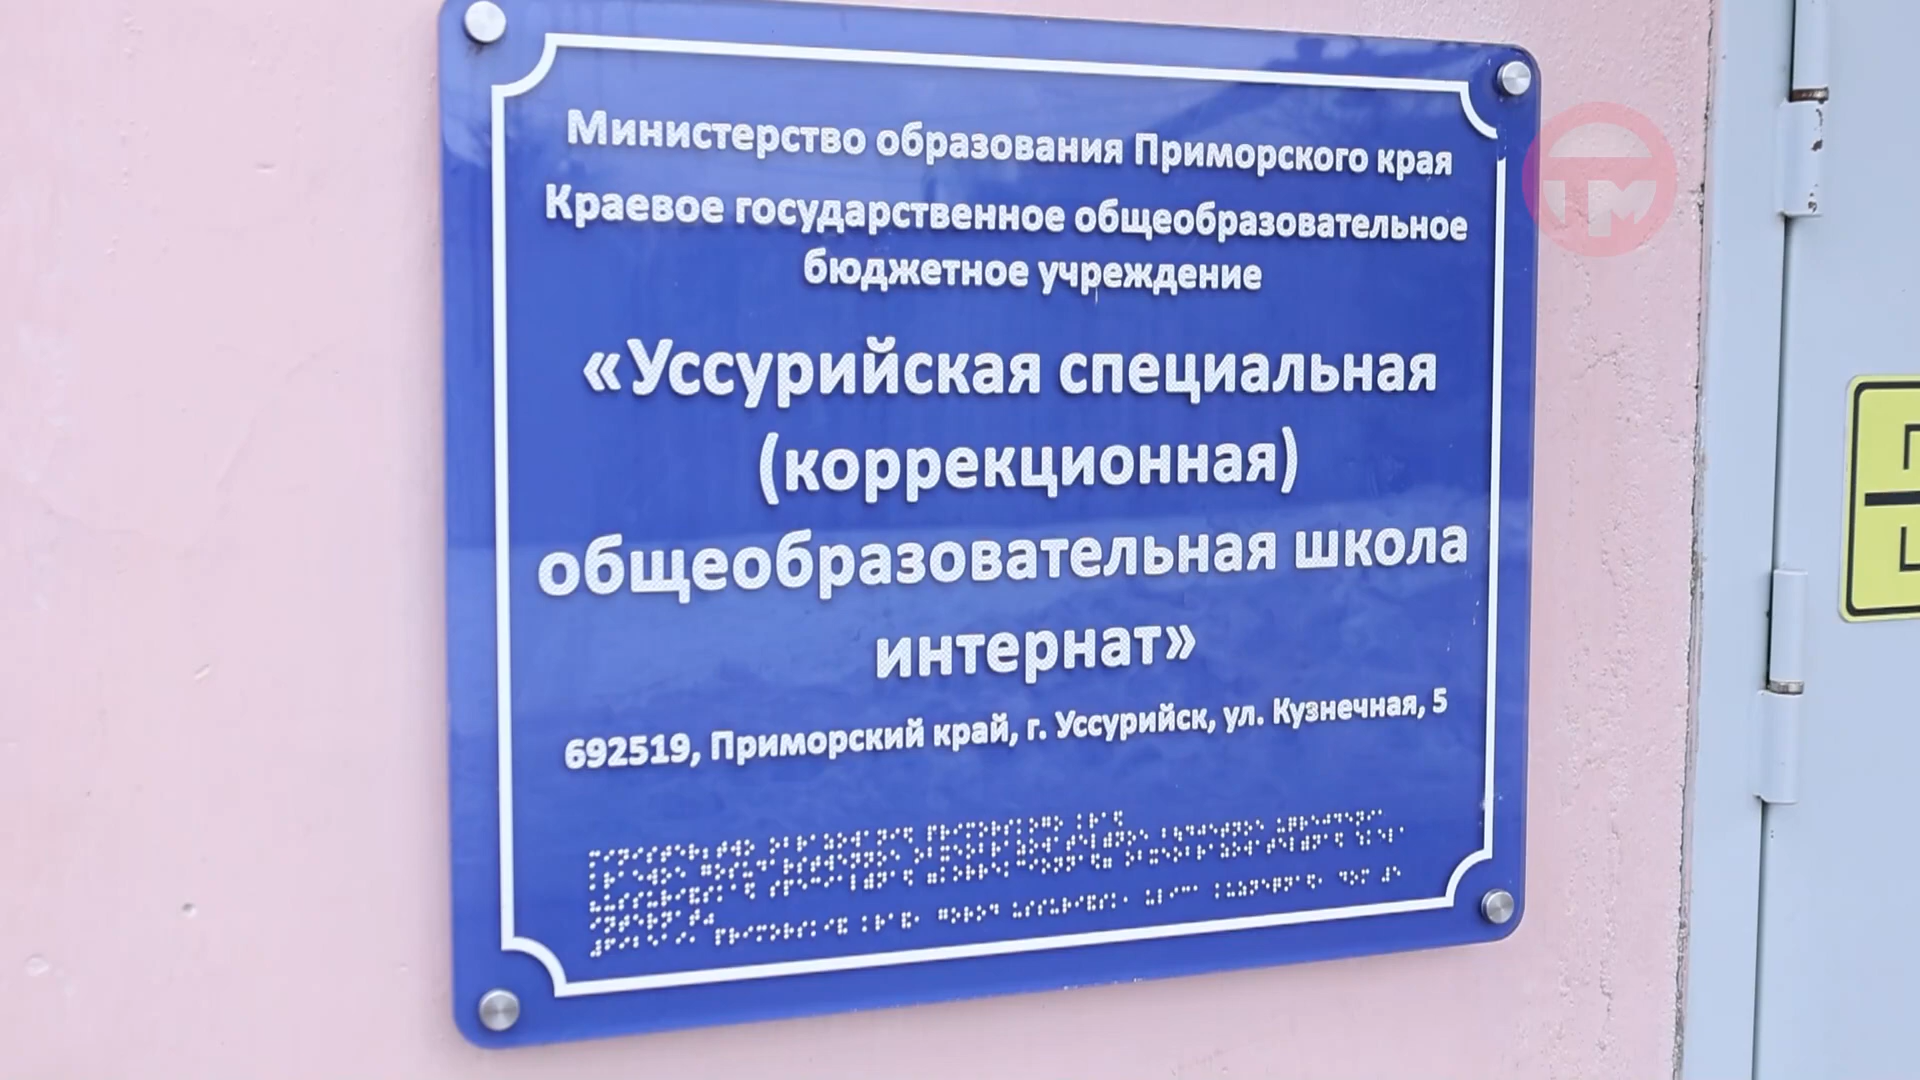 Министерство образования Приморского края
Краевое государственное общеобразовательное
бюджетное учреждение
«Уссурийская специальная
(коррекционная)
общеобразовательная школа
интернат»
692519, Приморский край, г. Уссурийск, ул. Кузнечная, 5
ТМ